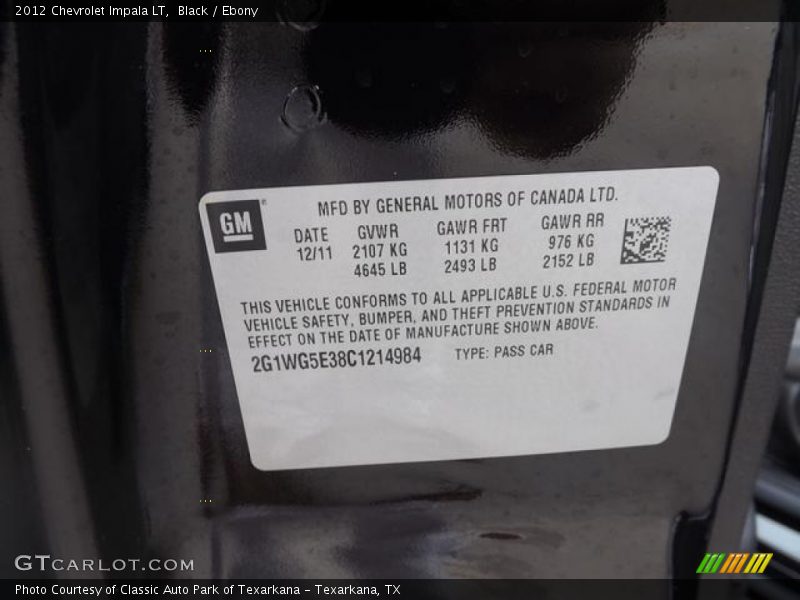 2012 Chevrolet Impala LT, Black / Ebony
GM ®
MFD BY GENERAL MOTORS OF CANADA LTD.
DATE GVWR GAWR FRT GAWR RR
12/11 2107 KG 1131 KG 976 KG
4645 LB 2493 LB 2152 LB
THIS VEHICLE CONFORMS TO ALL APPLICABLE U.S. FEDERAL MOTOR
VEHICLE SAFETY, BUMPER, AND THEFT PREVENTION STANDARDS IN
EFFECT ON THE DATE OF MANUFACTURE SHOWN ABOVE.
2G1WG5E38C1214984 TYPE: PASS CAR
GTCARLOT.COM
Photo Courtesy of Classic Auto Park of Texarkana - Texarkana, TX